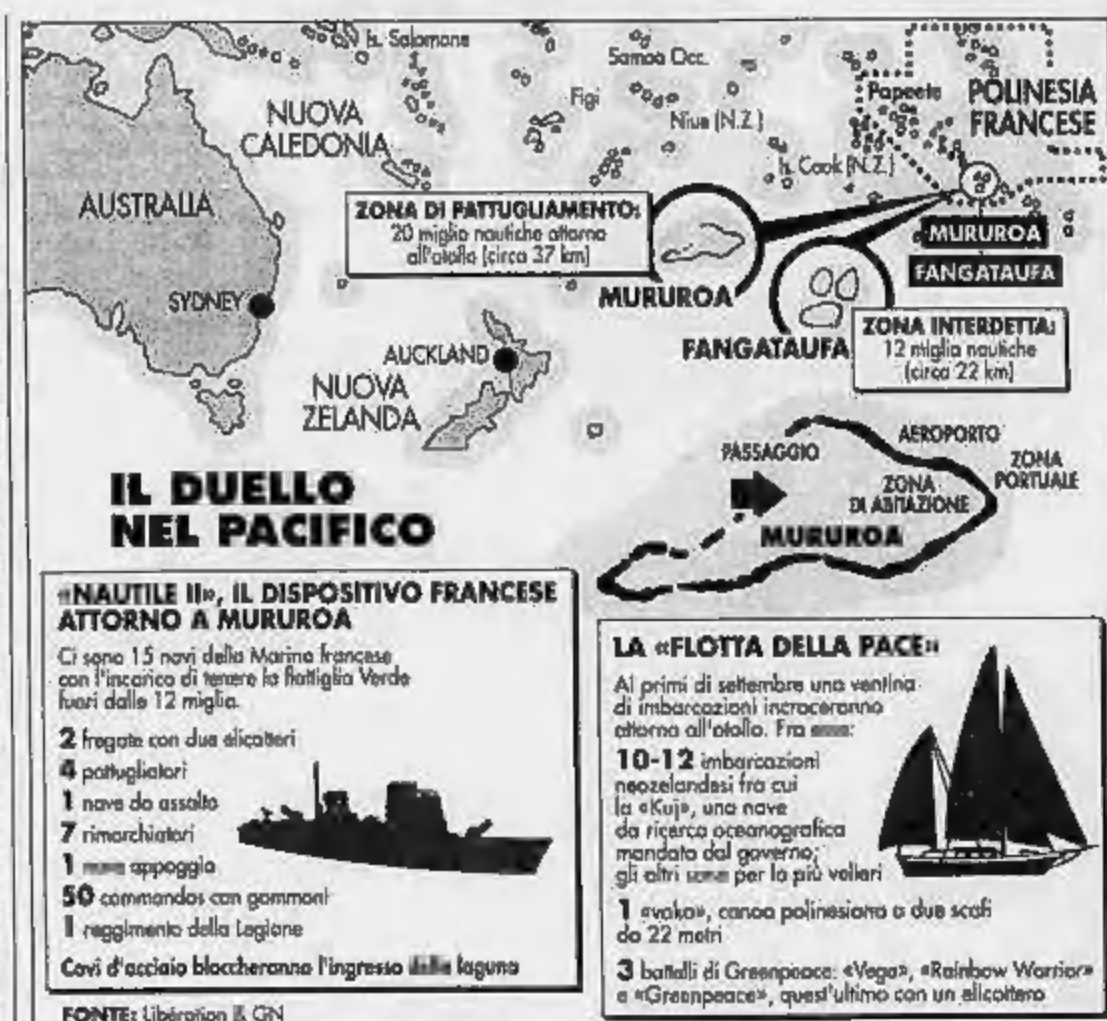 Is. Salomone
Samoa Occ.
Figi
Niue (N.Z.)
Is. Cook (N.Z.)
Papeete
POLINESIA
FRANCESE
NUOVA
CALEDONIA
AUSTRALIA
SYDNEY
AUCKLAND
NUOVA
ZELANDA
ZONA DI PATTUGLIAMENTO:
20 miglia nautiche attorno
all'atollo (circa 37 km)
MURUROA
FANGATAUFA
MURUROA
FANGATAUFA
ZONA INTERDETTA:
12 miglia nautiche
(circa 22 km)
PASSAGGIO
AEROPORTO
ZONA
PORTUALE
ZONA
DI ABITAZIONE
MURUROA
IL DUELLO
NEL PACIFICO
«NAUTILE II», IL DISPOSITIVO FRANCESE
ATTORNO A MURUROA
Ci sono 15 navi della Marina francese
con l'incarico di tenere la flottiglia Verde
fuori dalle 12 miglia.
2 fregate con due elicotteri
4 pattugliatori
1 nave da assalto
7 rimorchiatori
1 appoggio
50 commandos con gommoni
1 reggimento della Legione
Cavi d'acciaio bloccheranno l'ingresso laguna
FONTE: Libération & GN
LA «FLOTTA DELLA PACE»
Ai primi di settembre una ventina
di imbarcazioni incroceranno
attorno all'atollo. Fra
10-12 imbarcazioni
neozelandesi fra cui
la «Kuj», una nave
da ricerca oceanografica
mandata dal governo;
gli altri per lo più velieri
1 «vaka», canoa polinesiana a due scafi
da 22 metri
3 battelli di Greenpeace: «Vega», «Rainbow Warrior»
e «Greenpeace», quest'ultimo con un elicottero